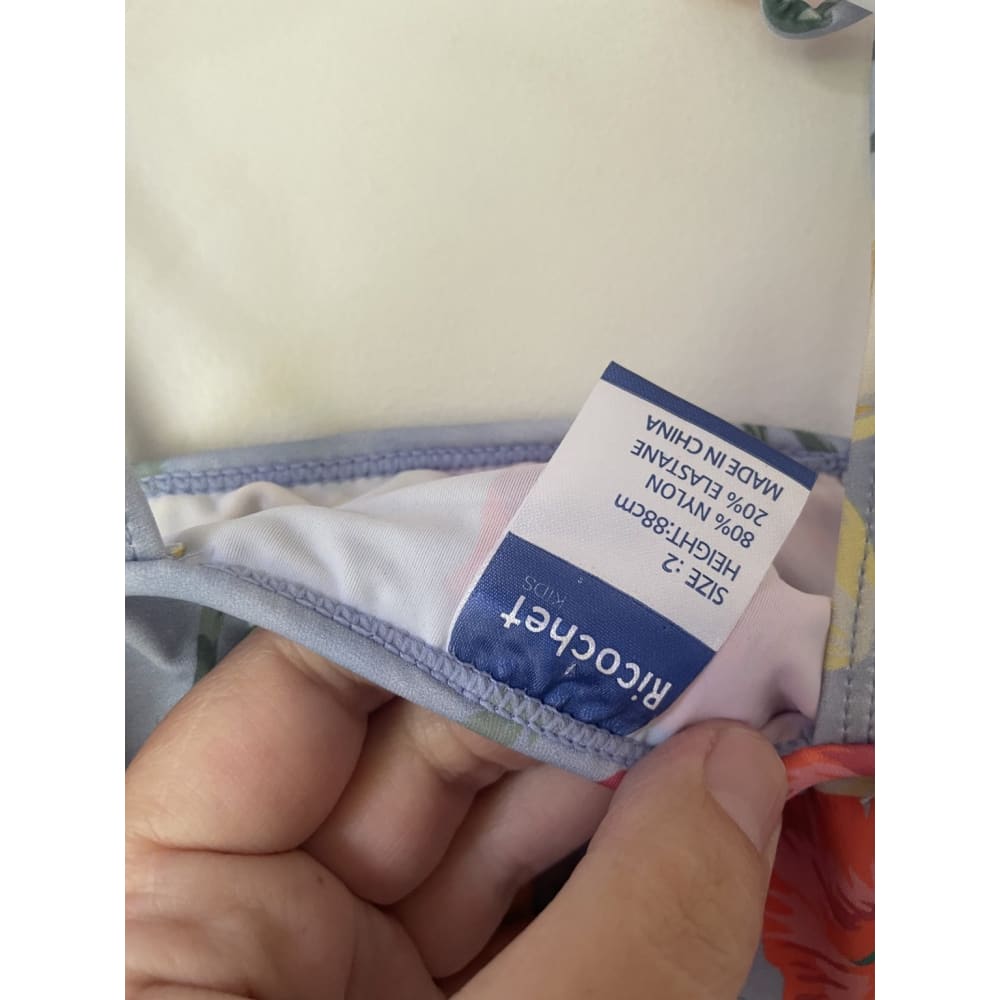 Ricochet
KIDS
SIZE :2
HEIGHT:88cm
80% NYLON
20% ELASTANE
MADE IN CHINA